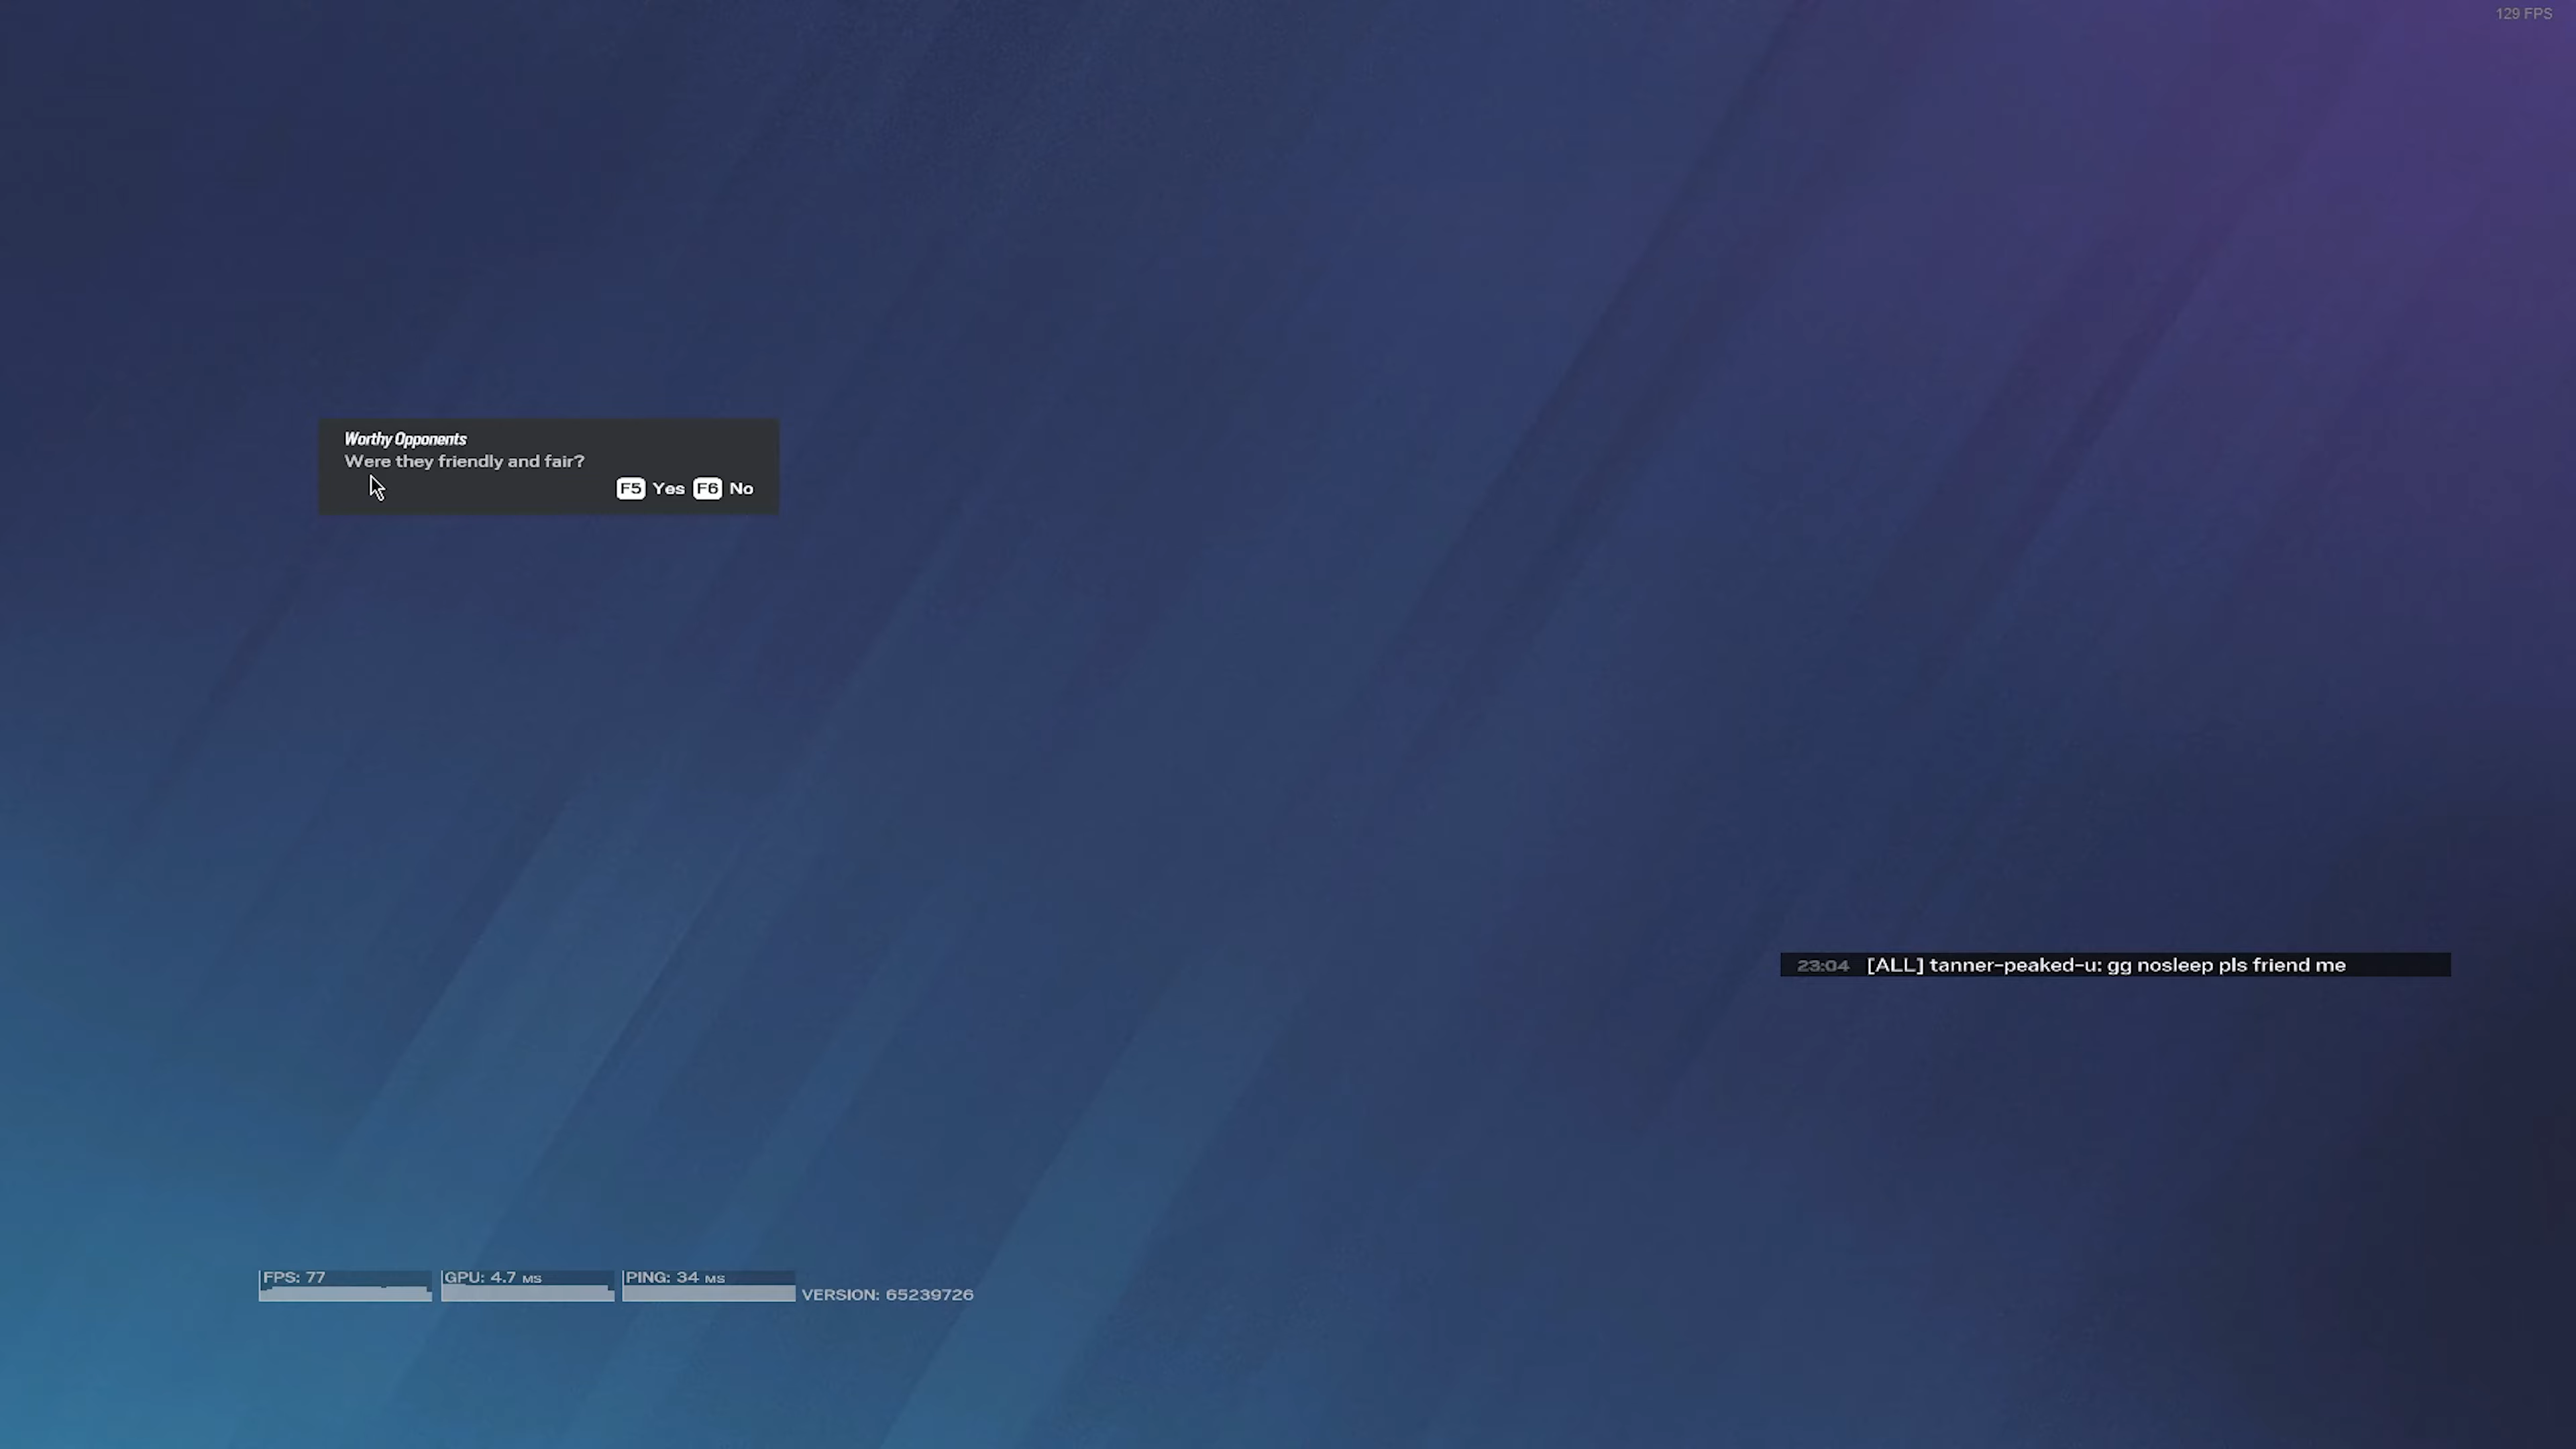 129 FPS
Worthy Opponents
Were they friendly and fair?
F5 Yes F6 No
23:04 [ALL] tanner-peaked-u: gg nosleep pls friend me
FPS: 77 GPU: 4.7 MS PING: 34 MS VERSION: 65239726